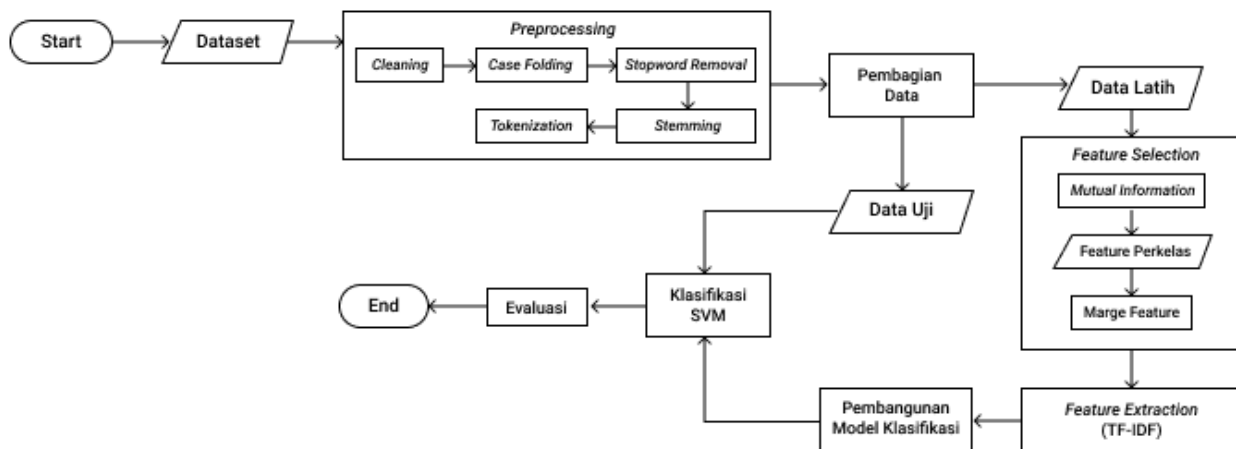 Start
Dataset
Preprocessing
Cleaning
Case Folding
Stopword Removal
Tokenization
Stemming
Pembagian
Data
Data Latih
Feature Selection
Mutual Information
Feature Perkelas
Marge Feature
Data Uji
End
Evaluasi
Klasifikasi
SVM
Pembangunan
Model Klasifikasi
Feature Extraction
(TF-IDF)